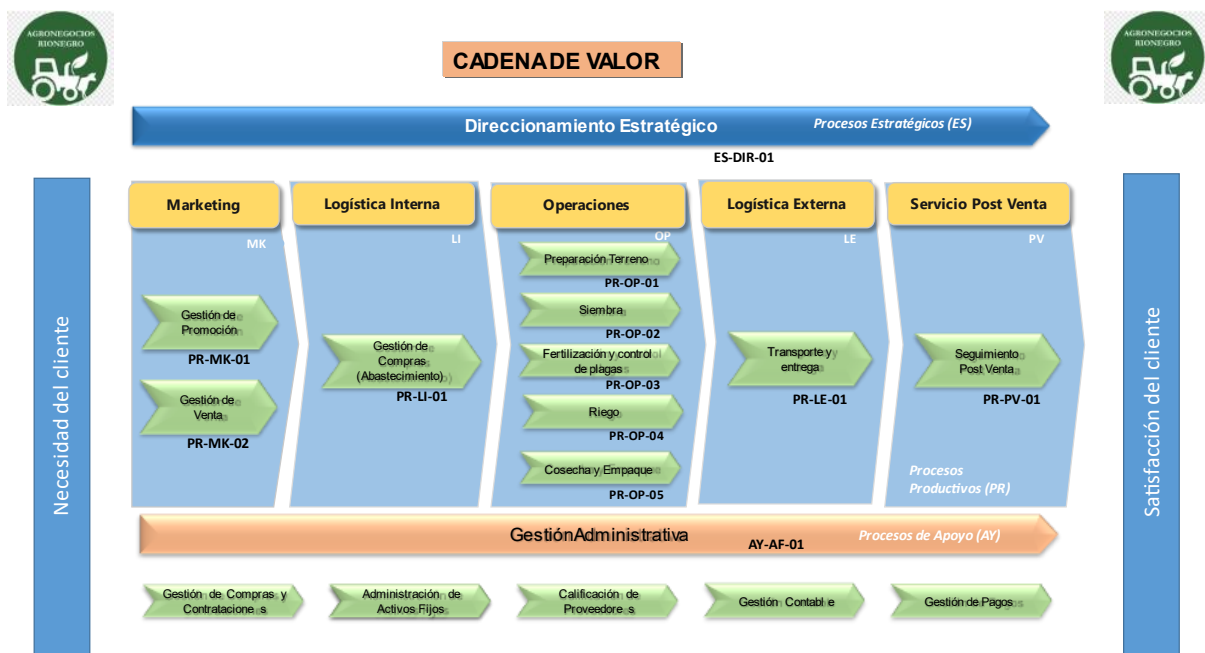 AGRONEGOCIOS
RIONEGRO
CADENA DE VALOR
AGRONEGOCIOS
RIONEGRO
Direccionamiento Estratégico
Procesos Estratégicos (ES)
ES-DIR-01
Necesidad del cliente
Marketing
MK
Gestión de
Promoción
PR-MK-01
Gestión de
Venta
PR-MK-02
Logística Interna
LI
Gestión de
Compras
(Abastecimiento)
PR-LI-01
Operaciones
OP
Preparación Terreno
PR-OP-01
Siembra
PR-OP-02
Fertilización y control
de plagas
PR-OP-03
Riego
PR-OP-04
Cosecha y Empaque
PR-OP-05
Logística Externa
LE
Transporte y
entrega
PR-LE-01
Servicio Post Venta
PV
Seguimiento
Post Venta
PR-PV-01
Procesos
Productivos (PR)
Satisfacción del cliente
Gestión Administrativa
AY-AF-01
Procesos de Apoyo (AY)
Gestión de Compras y
Contrataciones
Administración de
Activos Fijos
Calificación de
Proveedores
Gestión Contable
Gestión de Pagos